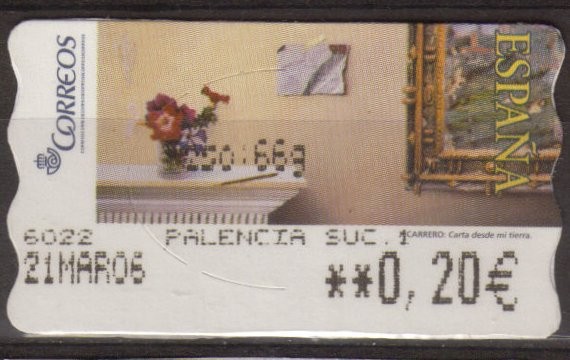 CORREOS
ESPAÑA
250:66g
J.CARRERO: Carta desde mi tierra.
6022 PALENCIA SUC.1
21MAR06
**0,20€